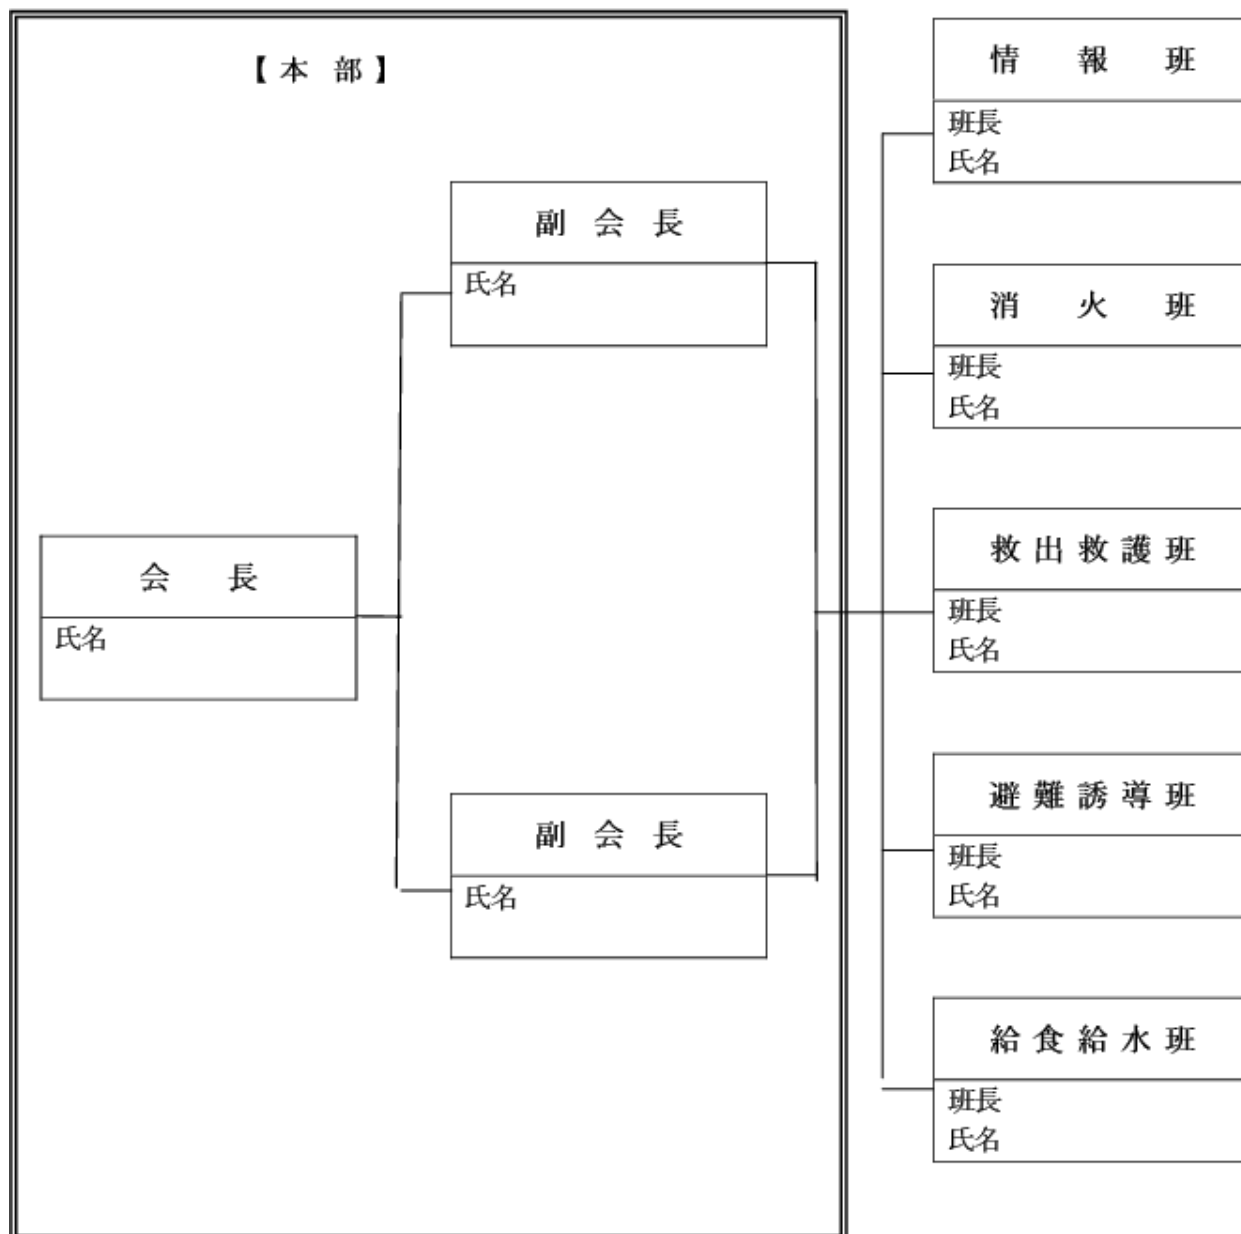 【本 部】
会 長
氏名
副 会 長
氏名
副 会 長
氏名
情 報 班
班長
氏名
消 火 班
班長
氏名
救 出 救 護 班
班長
氏名
避 難 誘 導 班
班長
氏名
給 食 給 水 班
班長
氏名